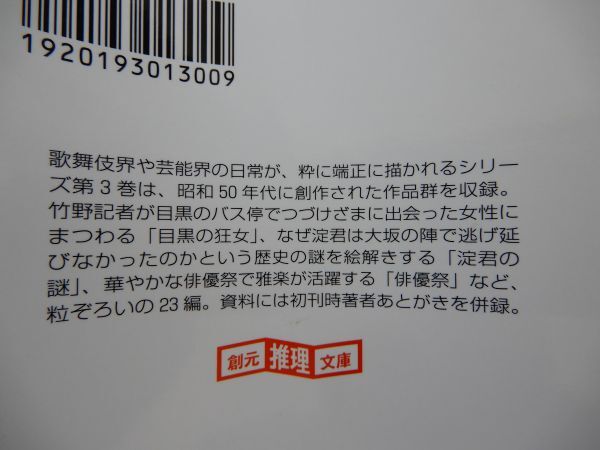 1920193013009
歌舞伎界や芸能界の日常が、粋に端正に描かれるシリー
ズ第3巻は、昭和50年代に創作された作品群を収録。
竹野記者が目黒のバス停でつづけざまに出会った女性に
まつわる「目黒の狂女」、なぜ淀君は大坂の陣で逃げ延
びなかったのかという歴史の謎を絵解きする「淀君の
謎」、華やかな俳優祭で雅楽が活躍する「俳優祭」など、
粒ぞろいの23編。資料には初刊時著者あとがきを併録。
創元推理文庫